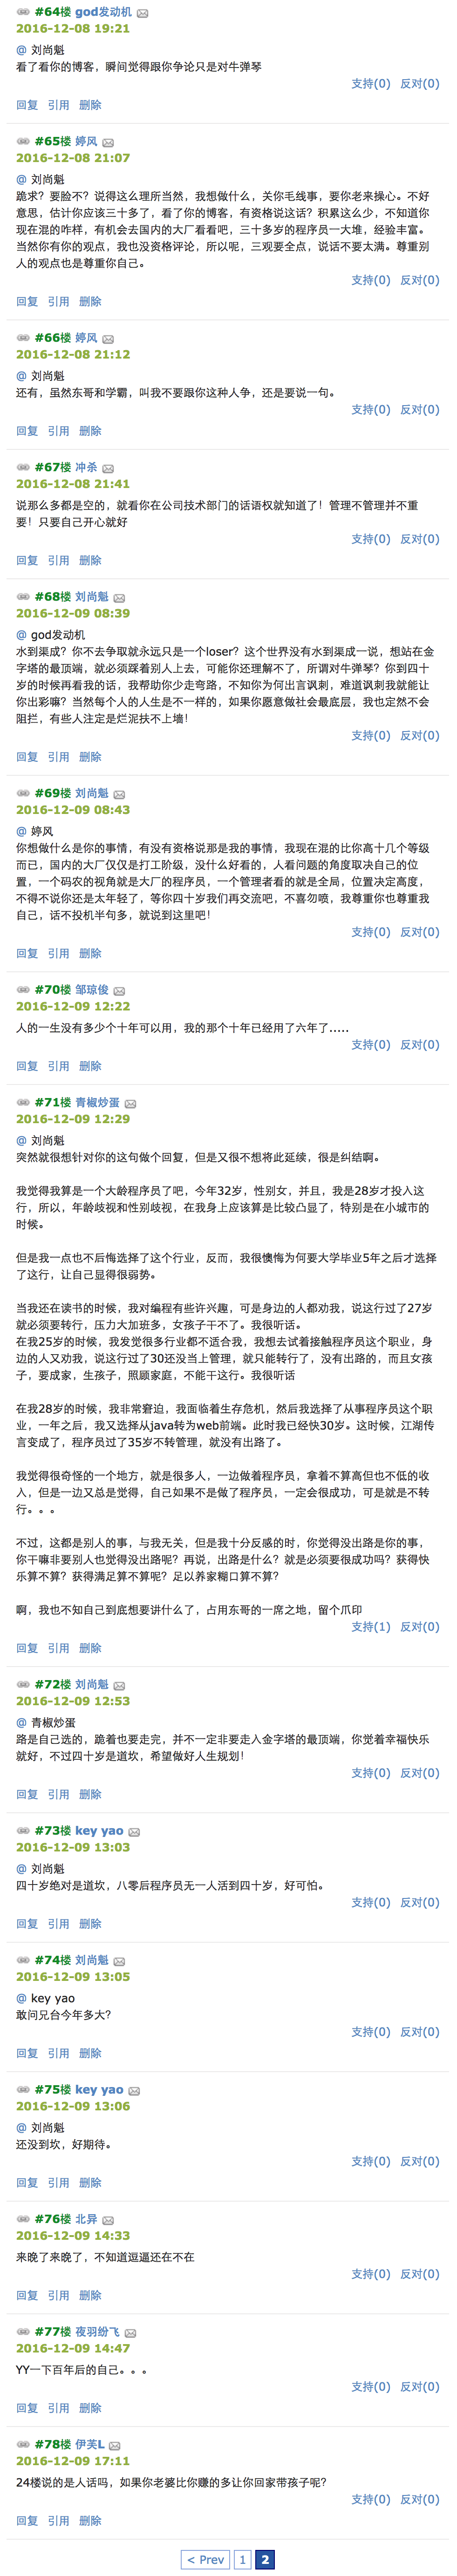 #64楼 god发动机
2016-12-08 19:21
@ 刘尚魁
看了看你的博客，瞬间觉得跟你争论只是对牛弹琴
支持(0) 反对(0)
回复 引用 删除
#65楼 婷风
2016-12-08 21:07
@ 刘尚魁
跪求？要脸不？说得这么理所当然，我想做什么，关你毛线事，要你老来操心。不好
意思，估计你应该三十多了，看了你的博客，有资格说这话？积累这么少，不知道你
现在混的咋样，有机会去国内的大厂看看吧，三十多岁的程序员一大堆，经验丰富。
当然你有你的观点，我也没资格评论，所以呢，三观要全点，说话不要太满。尊重别
人的观点也是尊重你自己。
支持(0) 反对(0)
回复 引用 删除
#66楼 婷风
2016-12-08 21:12
@ 刘尚魁
还有，虽然东哥和学霸，叫我不要跟你这种人争，还是要说一句。
支持(0) 反对(0)
回复 引用 删除
#67楼 冲杀
2016-12-08 21:41
说那么多都是空的，就看你在公司技术部门的话语权就知道了！管理不管理并不重
要！只要自己开心就好
支持(0) 反对(0)
回复 引用 删除
#68楼 刘尚魁
2016-12-09 08:39
@ god发动机
水到渠成？你不去争取就永远只是一个loser？这个世界没有水到渠成一说，想站在金
字塔的最顶端，就必须踩着别人上去，可能你还理解不了，所谓对牛弹琴？你到四十
岁的时候再看我的话，我帮助你少走弯路，不知你为何出言讽刺，难道讽刺我就能让
你出彩嘛？当然每个人的人生是不一样的，如果你愿意做社会最底层，我也定然不会
阻拦，有些人注定是烂泥扶不上墙！
支持(0) 反对(0)
回复 引用 删除
#69楼 刘尚魁
2016-12-09 08:43
@ 婷风
你想做什么是你的事情，有没有资格说那是我的事情，我现在混的比你高十几个等级
而已，国内的大厂仅仅是打工阶级，没什么好看的，人看问题的角度取决自己的位
置，一个码农的视角就是大厂的程序员，一个管理者看的就是全局，位置决定高度，
不得不说你还是太年轻了，等你四十岁我们再交流吧，不喜勿喷，我尊重你也尊重我
自己，话不投机半句多，就说到这里吧！
支持(0) 反对(0)
回复 引用 删除
#70楼 邹琼俊
2016-12-09 12:22
人的一生没有多少个十年可以用，我的那个十年已经用了六年了.....
支持(0) 反对(0)
回复 引用 删除
#71楼 青椒炒蛋
2016-12-09 12:29
@ 刘尚魁
突然就很想针对你的这句做个回复，但是又很不想将此延续，很是纠结啊。
我觉得我算是一个大龄程序员了吧，今年32岁，性别女，并且，我是28岁才投入这
行，所以，年龄歧视和性别歧视，在我身上应该算是比较凸显了，特别是在小城市的
时候。
但是我一点也不后悔选择了这个行业，反而，我很懊悔为何要大学毕业5年之后才选择
了这行，让自己显得很弱势。
当我还在读书的时候，我对编程有些许兴趣，可是身边的人都劝我，说这行过了27岁
就必须要转行，压力大加班多，女孩子干不了。我很听话。
在我25岁的时候，我发觉很多行业都不适合我，我想去试着接触程序员这个职业，身
边的人又劝我，说这行过了30还没当上管理，就只能转行了，没有出路的，而且女孩
子，要成家，生孩子，照顾家庭，不能干这行。我很听话
在我28岁的时候，我非常窘迫，我面临着生存危机，然后我选择了从事程序员这个职
业，一年之后，我又选择从java转为web前端。此时我已经快30岁。这时候，江湖传
言变成了，程序员过了35岁不转管理，就没有出路了。
我觉得很奇怪的一个地方，就是很多人，一边做着程序员，拿着不算高但也不低的收
入，但是一边又总是觉得，自己如果不是做了程序员，一定会很成功，可是就是不转
行。。。
不过，这都是别人的事，与我无关，但是我十分反感的时，你觉得没出路是你的事，
你干嘛非要别人也觉得没出路呢？再说，出路是什么？就是必须要很成功吗？获得快
乐算不算？获得满足算不算呢？足以养家糊口算不算？
啊，我也不知自己到底想要讲什么了，占用东哥的一席之地，留个爪印
支持(1) 反对(0)
回复 引用 删除
#72楼 刘尚魁
2016-12-09 12:53
@ 青椒炒蛋
路是自己选的，跪着也要走完，并不一定非要走入金字塔的最顶端，你觉着幸福快乐
就好，不过四十岁是道坎，希望做好人生规划！
支持(0) 反对(0)
回复 引用 删除
#73楼 key yao
2016-12-09 13:03
@ 刘尚魁
四十岁绝对是道坎，八零后程序员无一人活到四十岁，好可怕。
支持(0) 反对(0)
回复 引用 删除
#74楼 刘尚魁
2016-12-09 13:05
@ key yao
敢问兄台今年多大？
支持(0) 反对(0)
回复 引用 删除
#75楼 key yao
2016-12-09 13:06
@ 刘尚魁
还没到坎，好期待。
支持(0) 反对(0)
回复 引用 删除
#76楼 北异
2016-12-09 14:33
来晚了来晚了，不知道逗逼还在不在
支持(0) 反对(0)
回复 引用 删除
#77楼 夜羽纷飞
2016-12-09 14:47
YY一下百年后的自己。。。
支持(0) 反对(0)
回复 引用 删除
#78楼 伊芙L
2016-12-09 17:11
24楼说的是人话吗，如果你老婆比你赚的多让你回家带孩子呢？
支持(0) 反对(0)
回复 引用 删除
< Prev 1 2